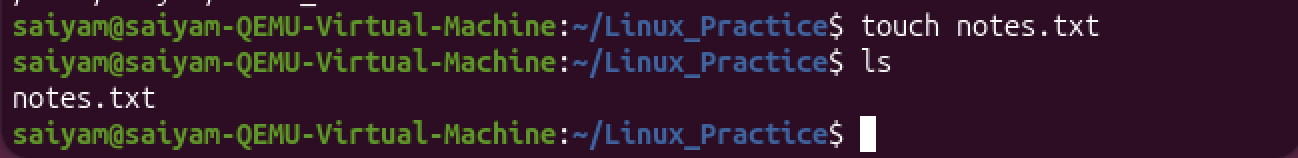 saiyam@saiyam-QEMU-Virtual-Machine:~/Linux_Practice$ touch notes.txt
saiyam@saiyam-QEMU-Virtual-Machine:~/Linux_Practice$ ls
notes.txt
saiyam@saiyam-QEMU-Virtual-Machine:~/Linux_Practice$